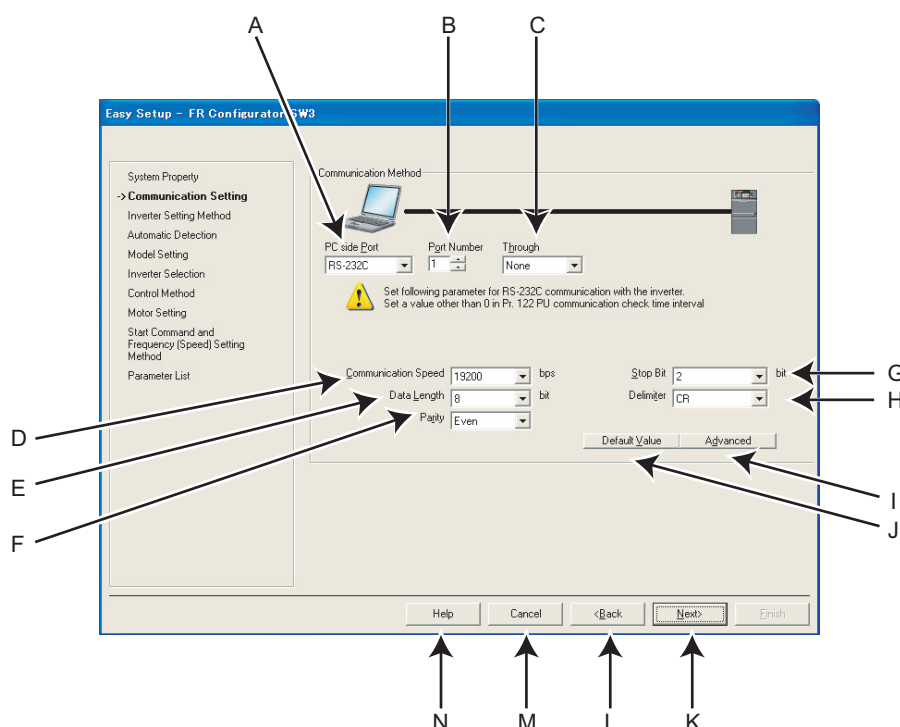 A B C
Easy Setup - FR Configurator SW3
System Property
-> Communication Setting
Inverter Setting Method
Automatic Detection
Model Setting
Inverter Selection
Control Method
Motor Setting
Start Command and
Frequency (Speed) Setting
Method
Parameter List
Communication Method
PC side Port Port Number Through
RS-232C 1 None
Set following parameter for RS-232C communication with the inverter.
Set a value other than 0 in Pr. 122 PU communication check time interval
Communication Speed 19200 bps Stop Bit 2 bit
Data Length 8 bit Delimiter CR
Parity Even
Default Value Advanced
G
H
D
E
F
I
J
Help Cancel <Back Next> Finish
N M L K